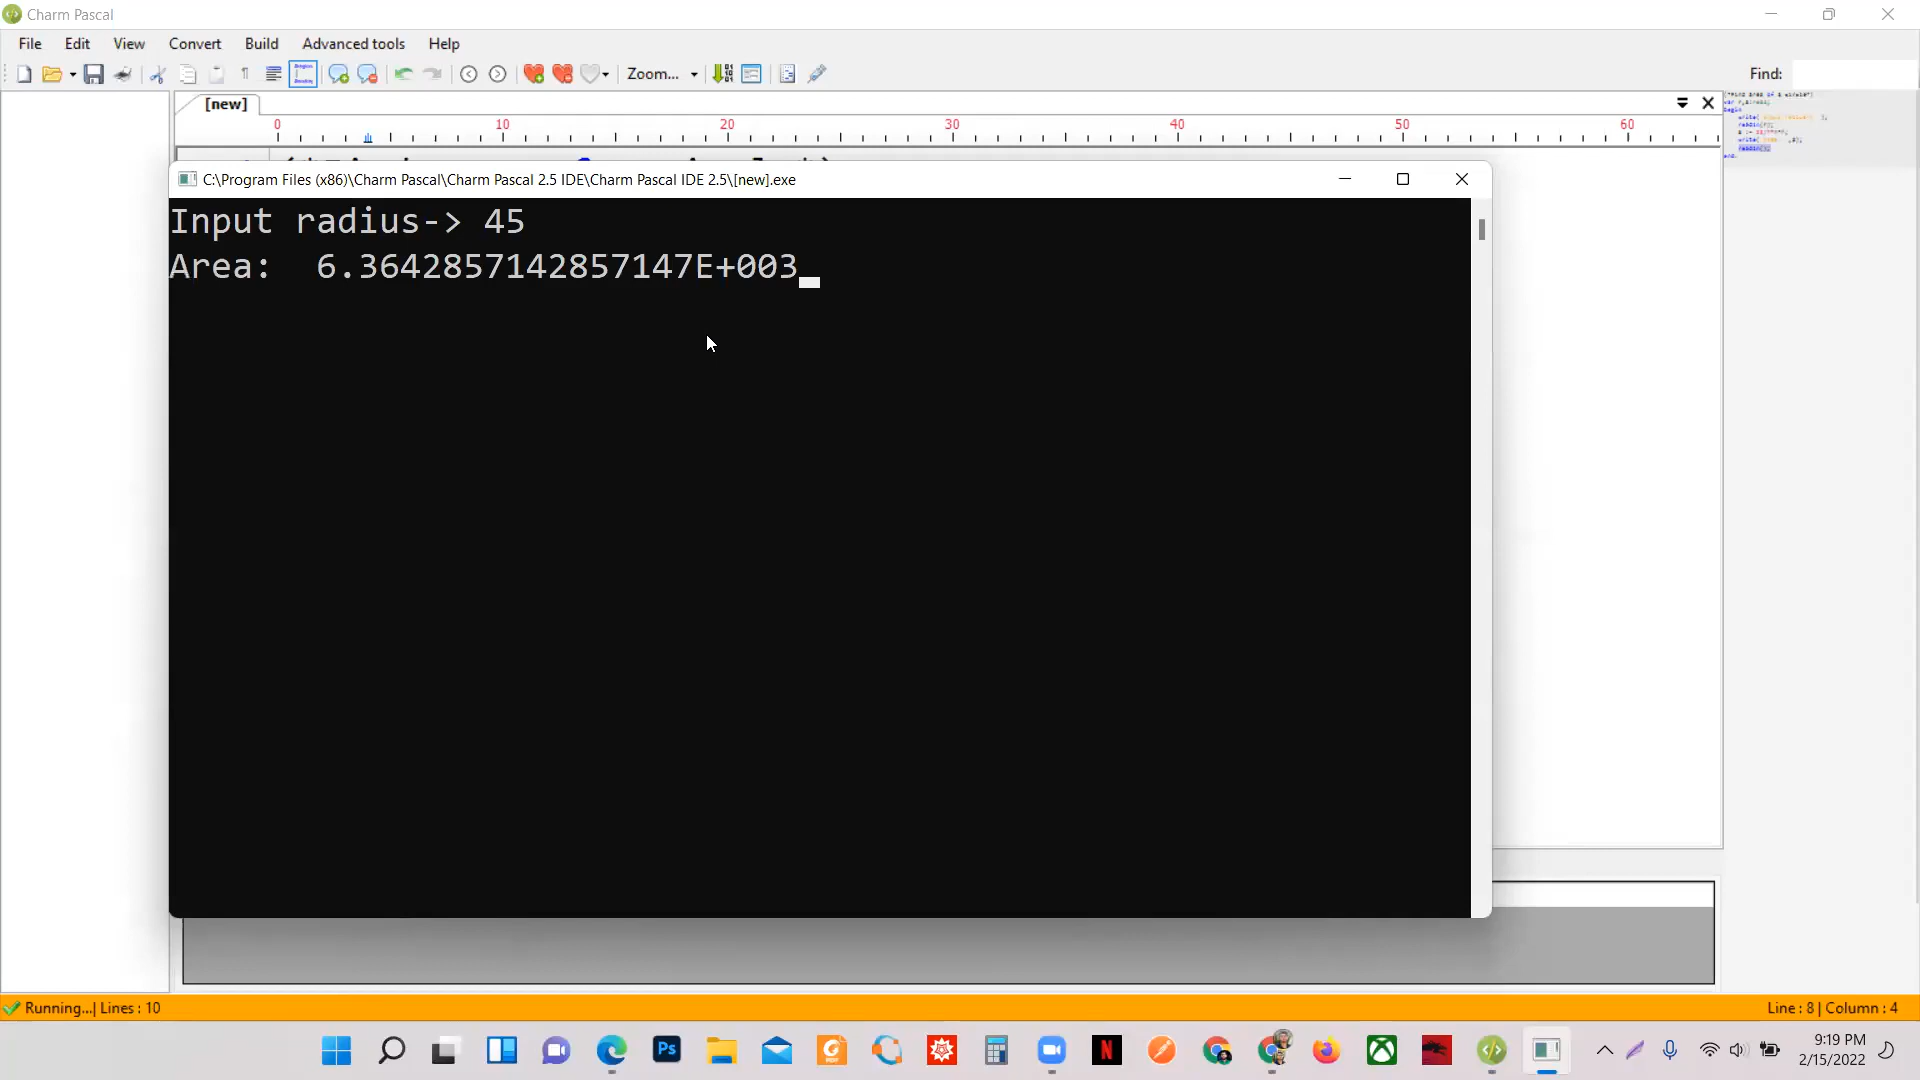 Charm Pascal
File Edit View Convert Build Advanced tools Help
Zoom... Find:
[new]
0 10 20 30 40 50 60
C:\Program Files (x86)\Charm Pascal\Charm Pascal 2.5 IDE\Charm Pascal IDE 2.5\[new].exe
Input radius-> 45
Area:  6.3642857142857147E+003
Running...| Lines : 10
Line : 8 | Column : 4
9:19 PM
2/15/2022